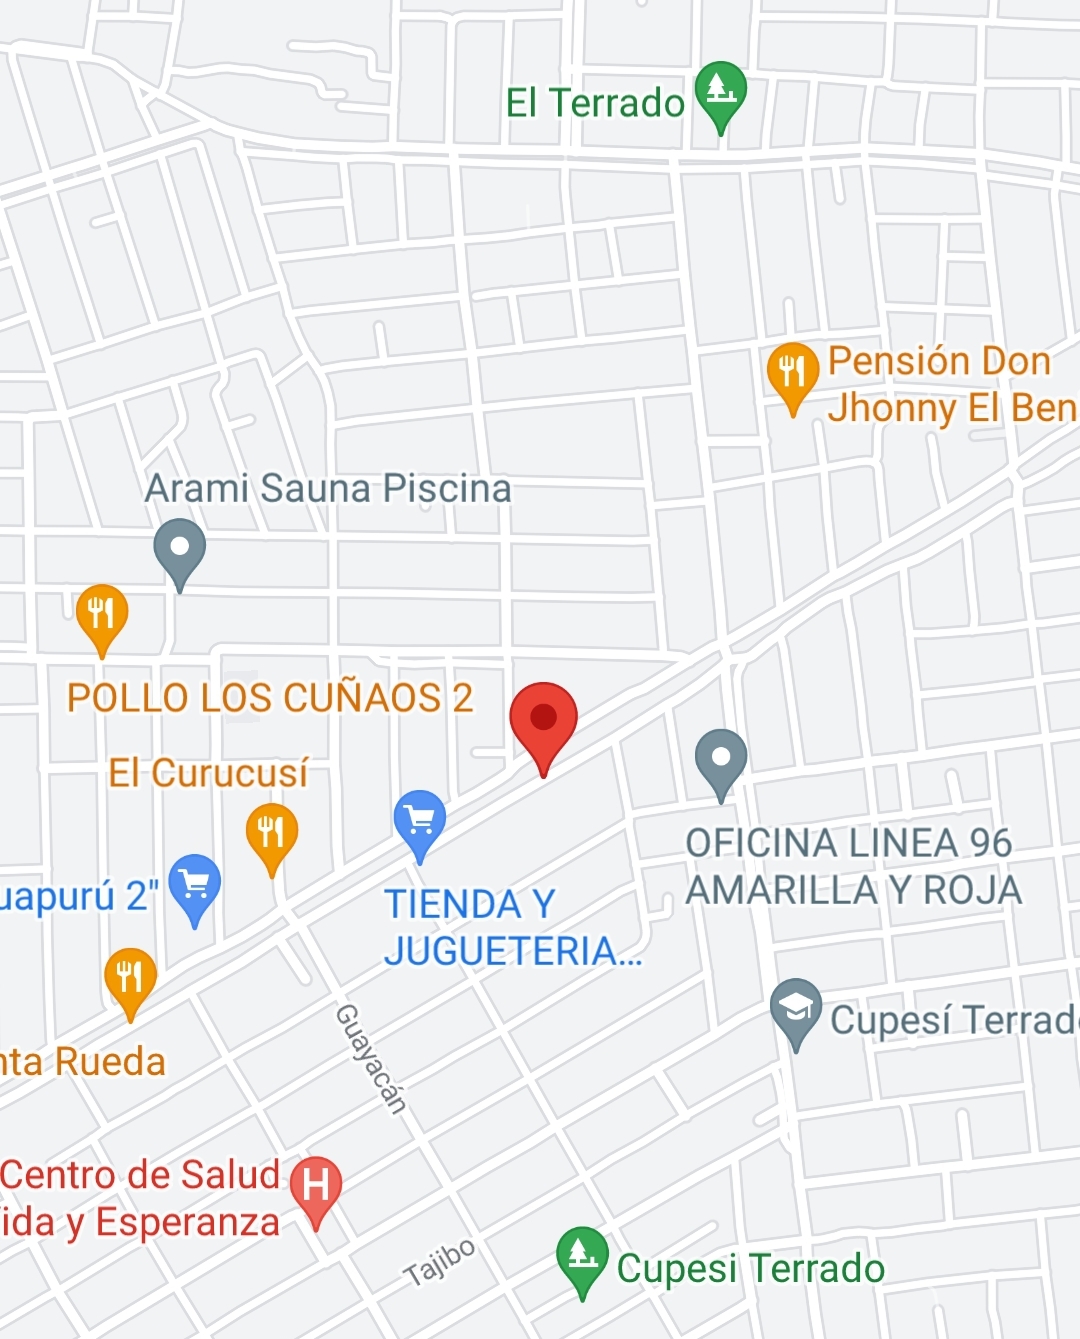 El Terrado
Pensión Don
Jhonny El Ben
Arami Sauna Piscina
POLLO LOS CUÑAOS 2
El Curucusí
uapurú 2"
TIENDA Y
JUGUETERIA...
OFICINA LINEA 96
AMARILLA Y ROJA
nta Rueda
Guayacán
Cupesí Terrado
Centro de Salud
ida y Esperanza
H
Tajibo
Cupesi Terrado